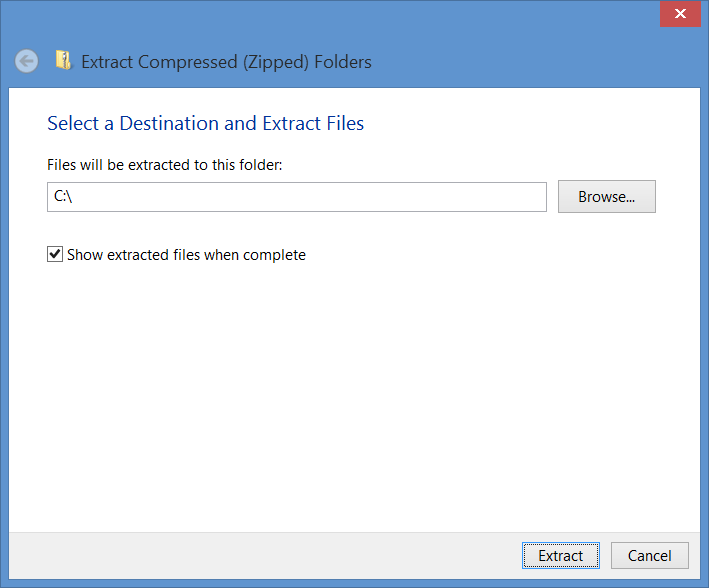 Extract Compressed (Zipped) Folders
Select a Destination and Extract Files
Files will be extracted to this folder:
C:\
Browse...
Show extracted files when complete
Extract
Cancel